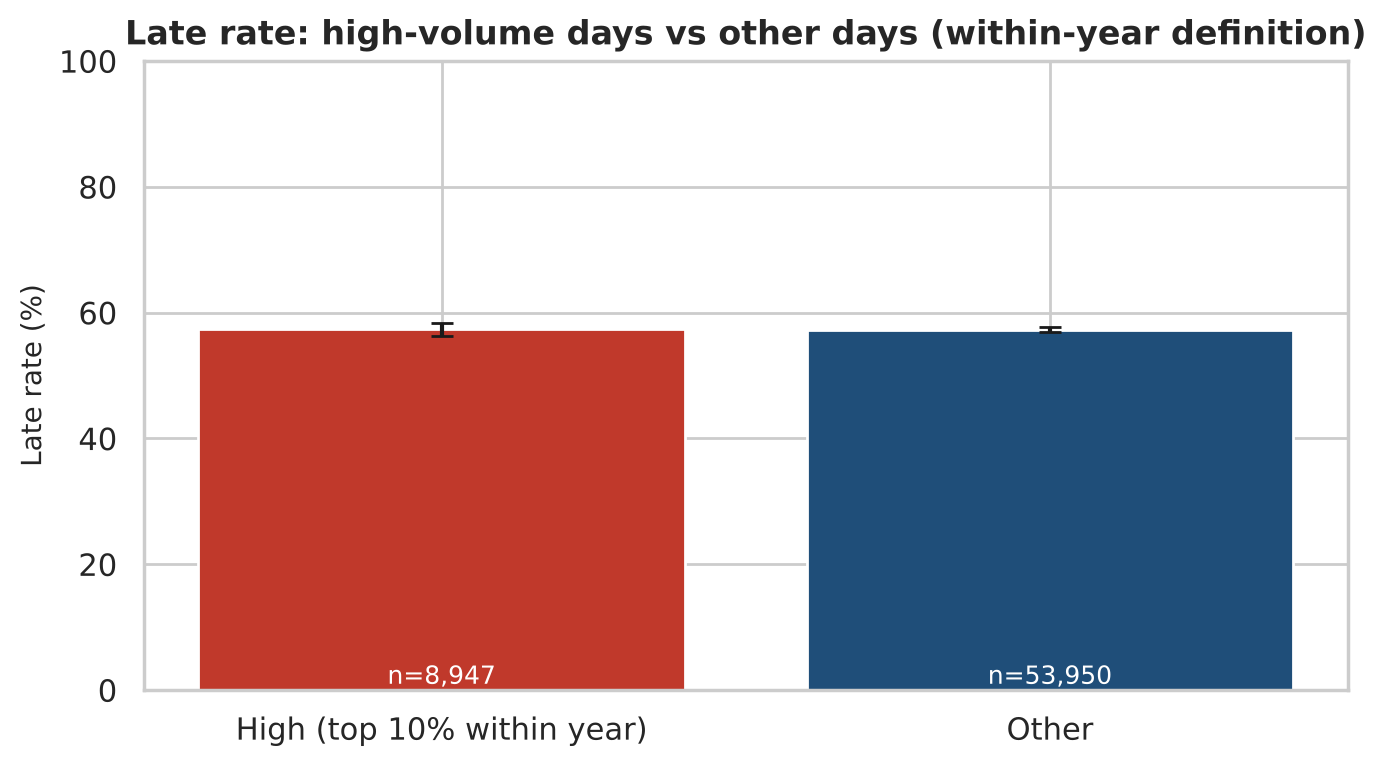 Late rate: high-volume days vs other days (within-year definition)
100
80
60
40
20
0
Late rate (%)
n=8,947
n=53,950
High (top 10% within year)
Other